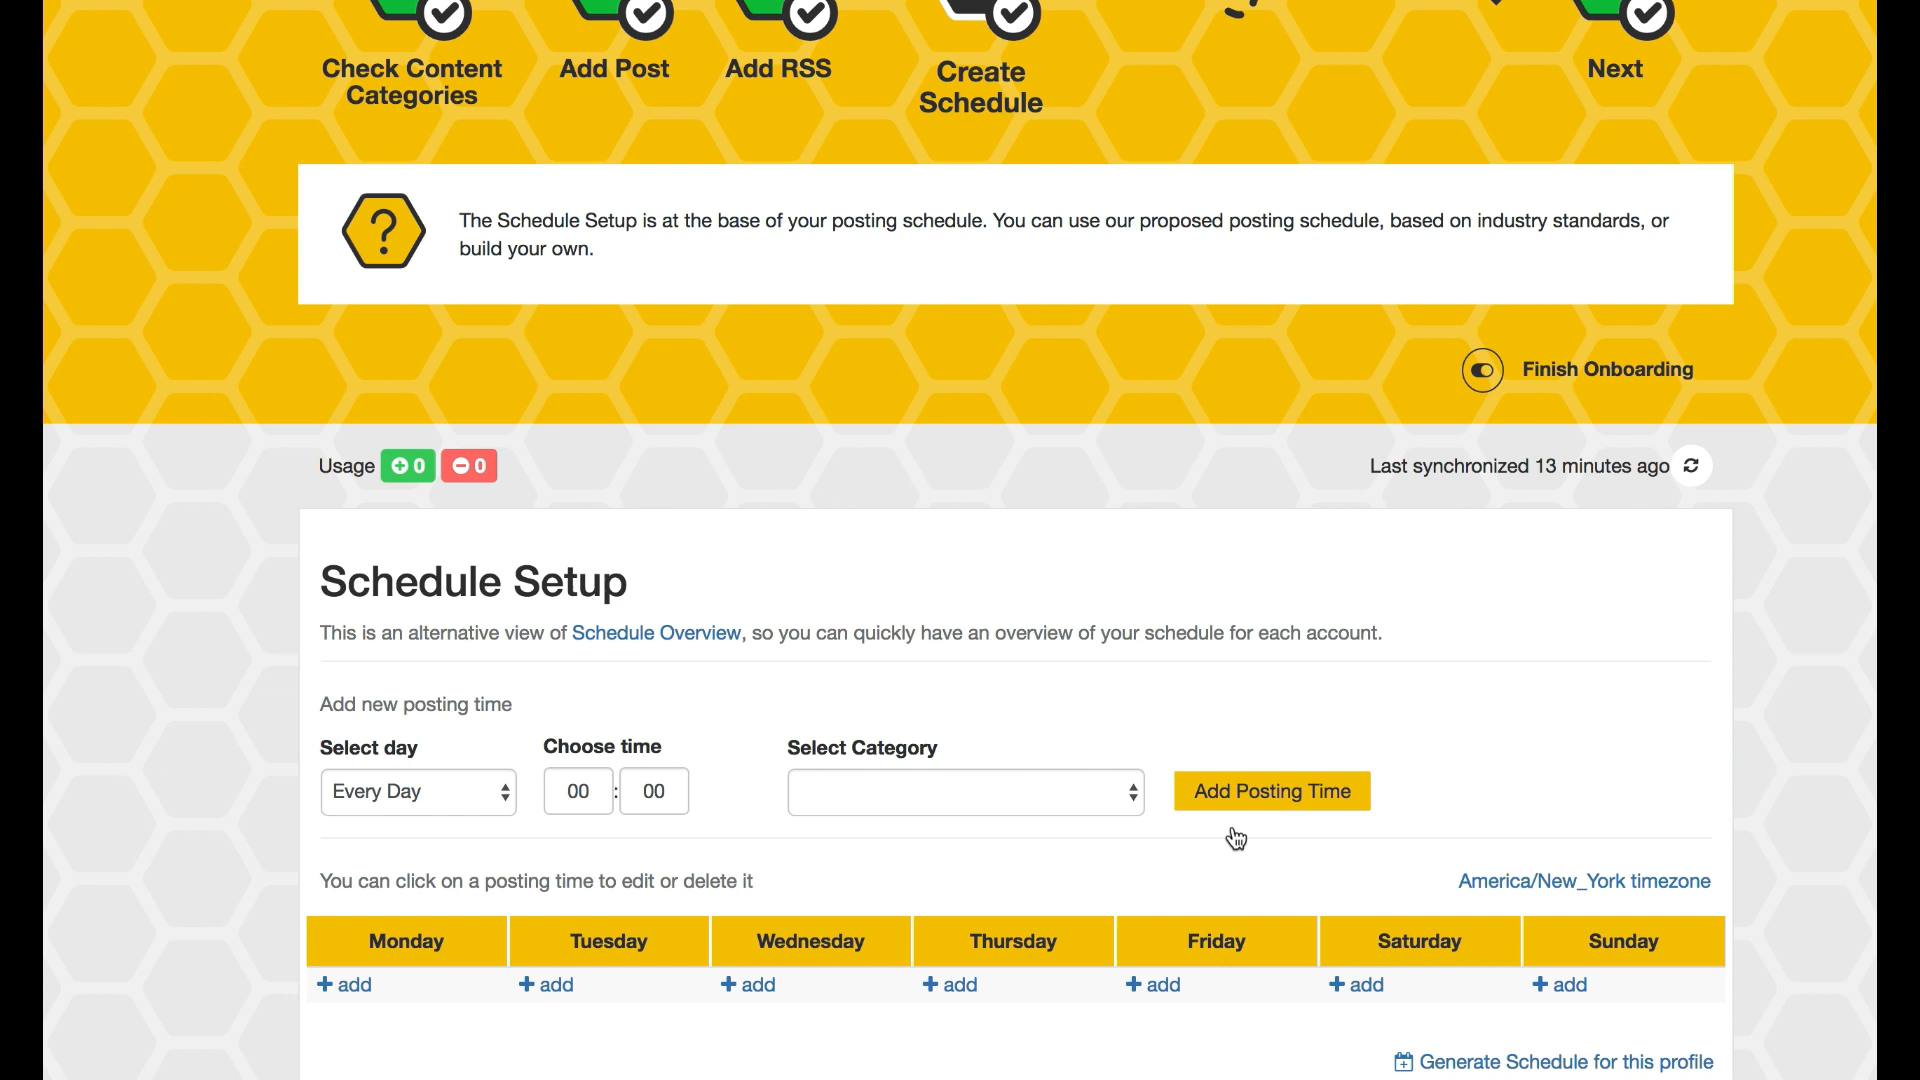 Check Content
Categories
Add Post
Add RSS
Create
Schedule
Next
The Schedule Setup is at the base of your posting schedule. You can use our proposed posting schedule, based on industry standards, or
build your own.
Finish Onboarding
Usage 0 0
Last synchronized 13 minutes ago
Schedule Setup
This is an alternative view of Schedule Overview, so you can quickly have an overview of your schedule for each account.
Add new posting time
Select day Choose time Select Category
Every Day 00 : 00 Add Posting Time
You can click on a posting time to edit or delete it
America/New_York timezone
Monday Tuesday Wednesday Thursday Friday Saturday Sunday
+ add + add + add + add + add + add + add
Generate Schedule for this profile